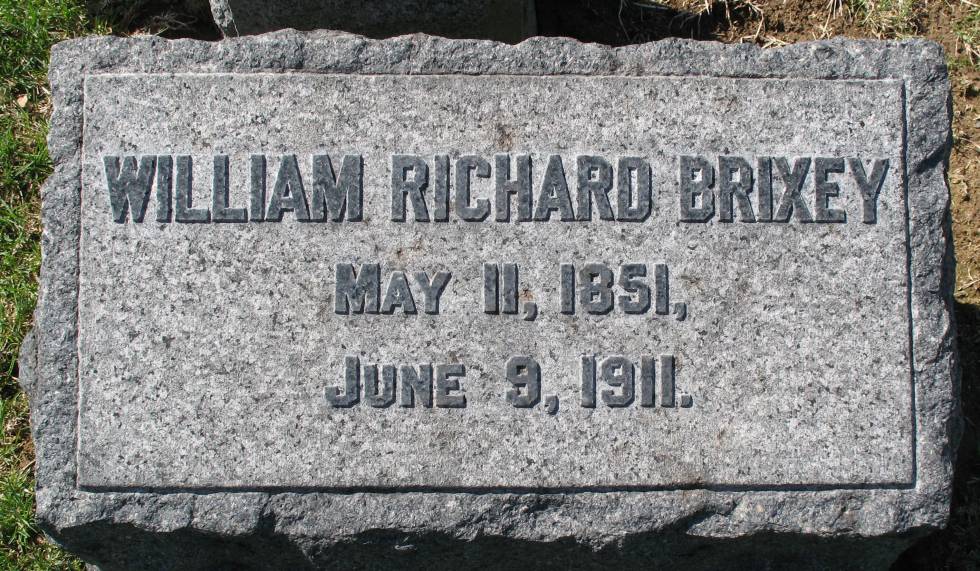 WILLIAM RICHARD BRIXEY
MAY 11, 1851,
JUNE 9, 1911.